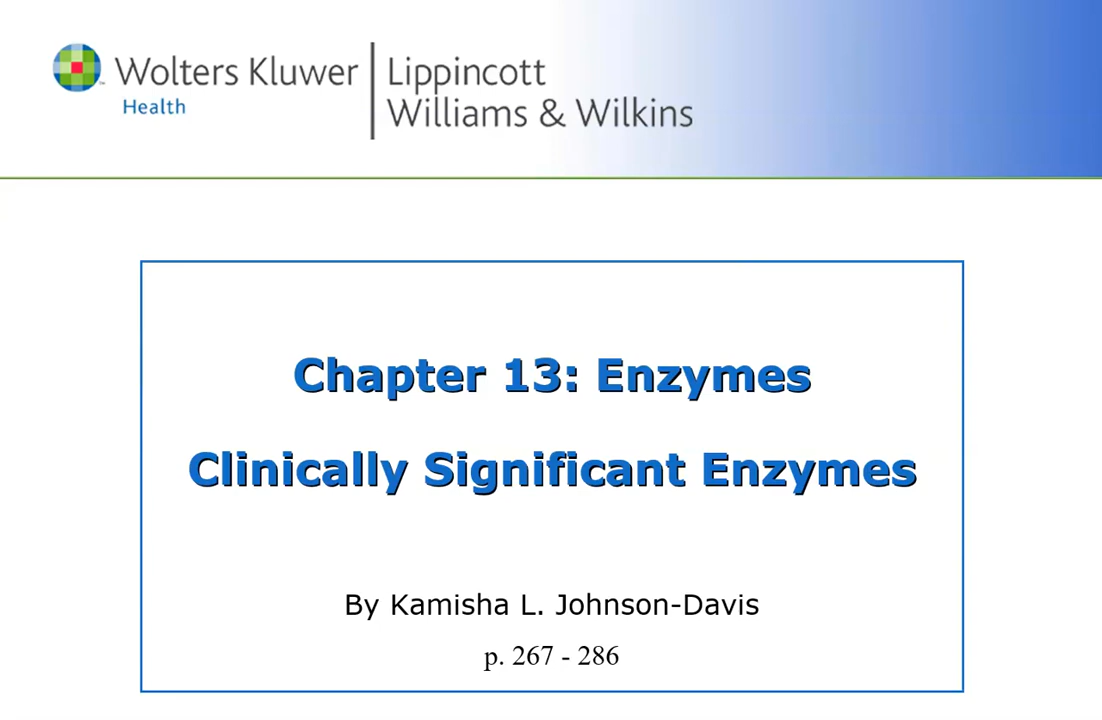 Wolters Kluwer
Health
Lippincott
Williams & Wilkins
Chapter 13: Enzymes
Clinically Significant Enzymes
By Kamisha L. Johnson-Davis
p. 267 - 286